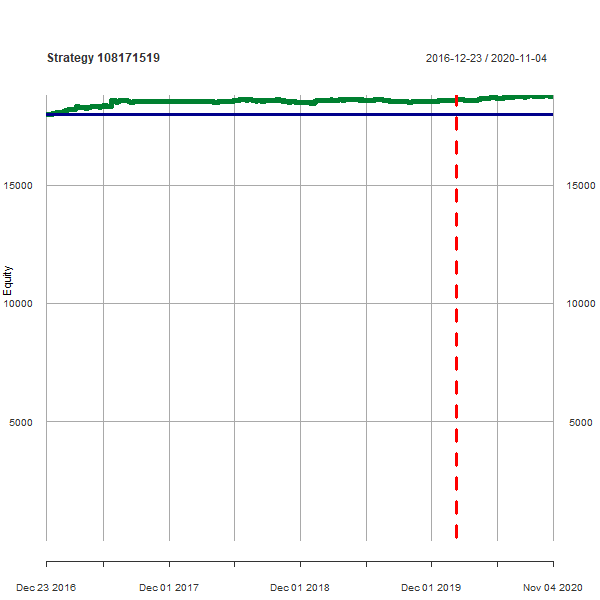 Strategy 108171519
2016-12-23 / 2020-11-04
15000
15000
Equity
10000
10000
5000
5000
Dec 23 2016
Dec 01 2017
Dec 01 2018
Dec 01 2019
Nov 04 2020